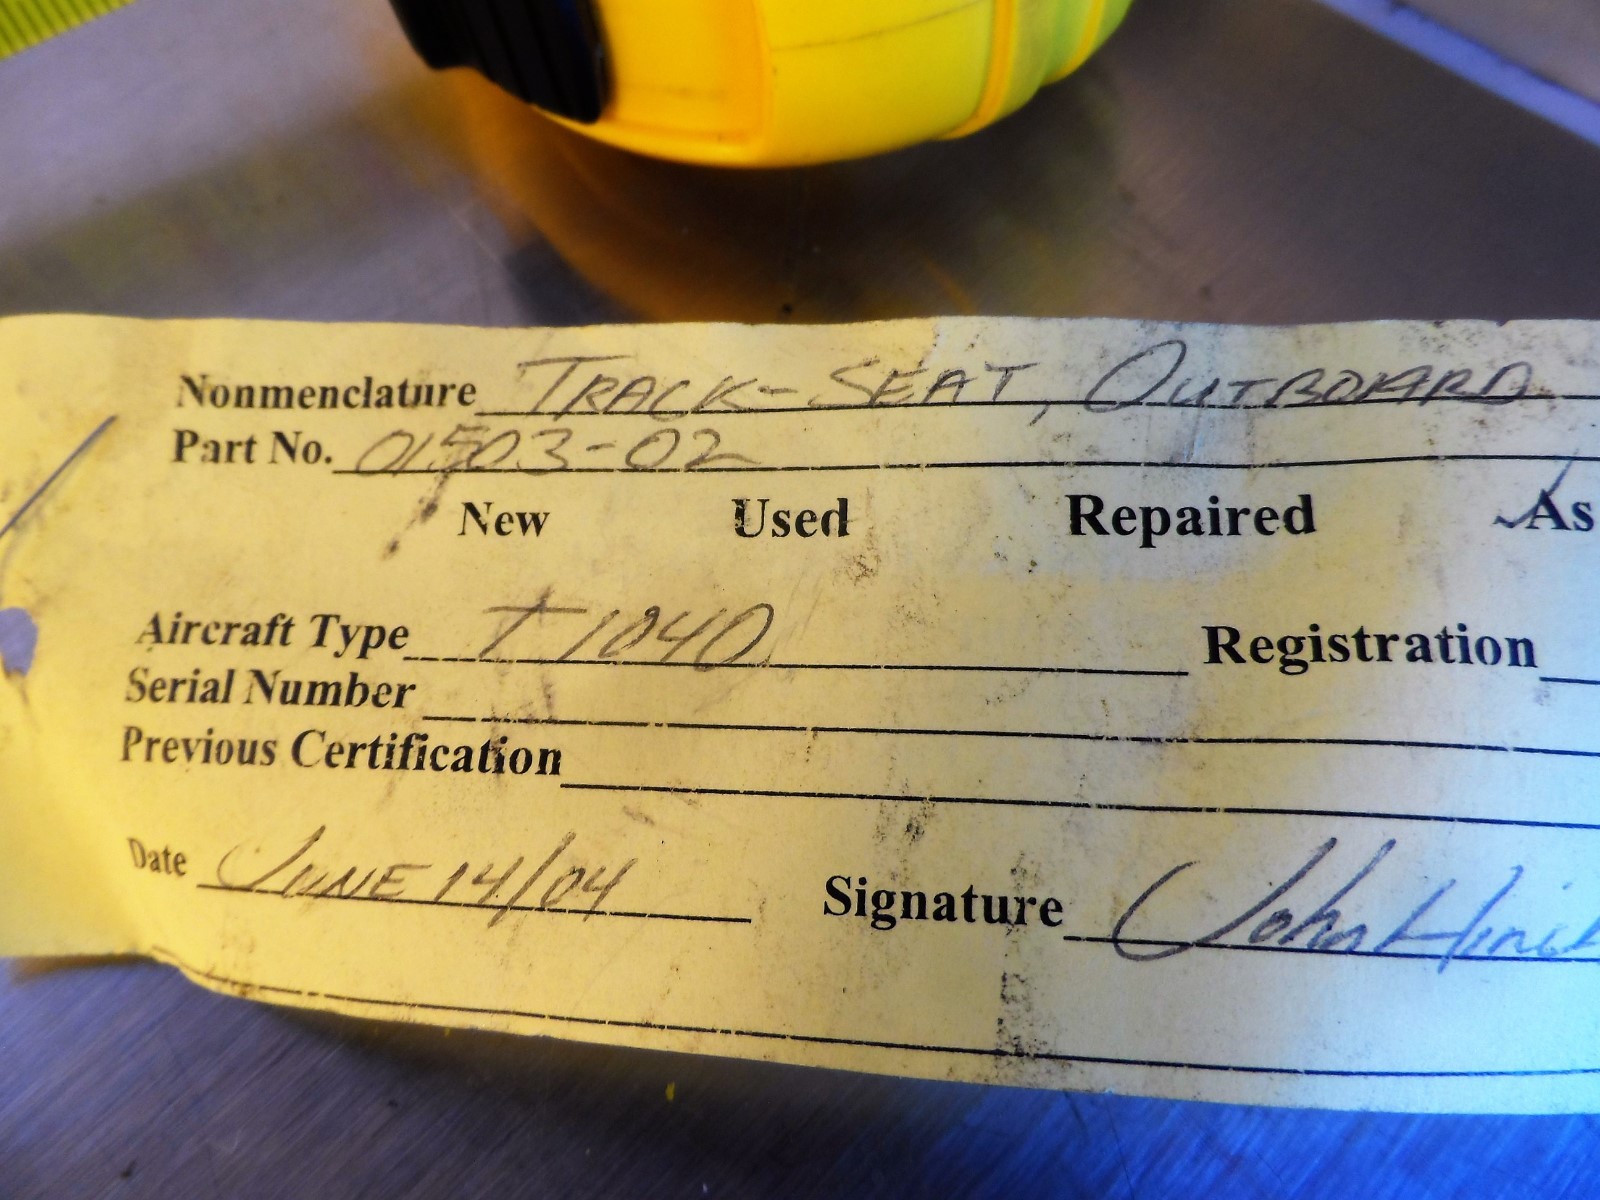 Nonmenclature TRACK-SEAT, OUTBOARD
Part No. 01503-02
New Used Repaired As
Aircraft Type T1040 Registration
Serial Number
Previous Certification
Date JUNE 14/04 Signature John